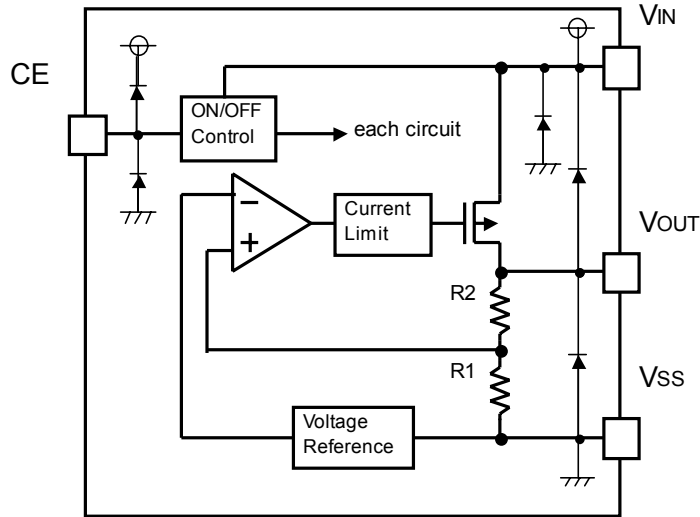 VIN
CE
ON/OFF
Control
each circuit
−
+
Current
Limit
VOUT
R2
R1
VSS
Voltage
Reference